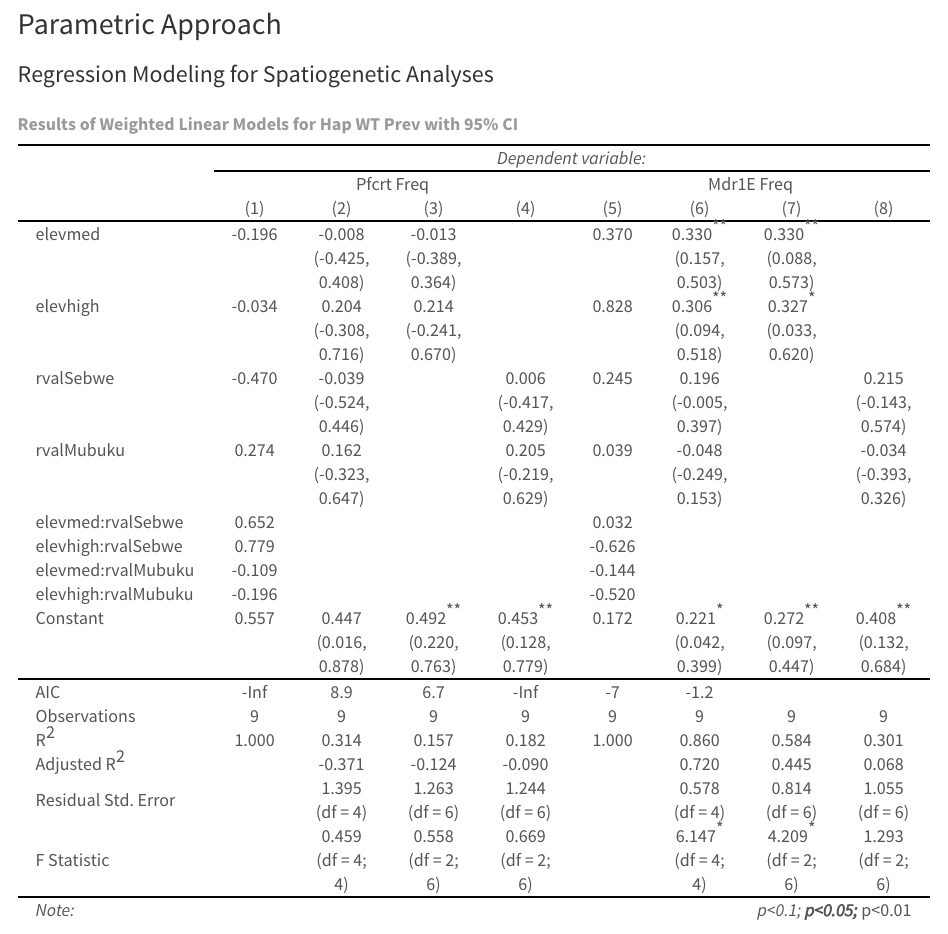 Parametric Approach
Regression Modeling for Spatiogenetic Analyses
Results of Weighted Linear Models for Hap WT Prev with 95% CI
Dependent variable:
Pfcrt Freq Mdr1E Freq
(1) (2) (3) (4) (5) (6) (7) (8)
elevmed -0.196 -0.008 -0.013 0.370 0.330** 0.330**
(-0.425, (-0.389, (0.157, (0.088,
0.408) 0.364) 0.503) 0.573)
elevhigh -0.034 0.204 0.214 0.828 0.306** 0.327*
(-0.308, (-0.241, (0.094, (0.033,
0.716) 0.670) 0.518) 0.620)
rvalSebwe -0.470 -0.039 0.006 0.245 0.196 0.215
(-0.524, (-0.417, (-0.005, (-0.143,
0.446) 0.429) 0.397) 0.574)
rvalMubuku 0.274 0.162 0.205 0.039 -0.048 -0.034
(-0.323, (-0.219, (-0.249, (-0.393,
0.647) 0.629) 0.153) 0.326)
elevmed:rvalSebwe 0.652 0.032
elevhigh:rvalSebwe 0.779 -0.626
elevmed:rvalMubuku -0.109 -0.144
elevhigh:rvalMubuku -0.196 -0.520
Constant 0.557 0.447 0.492** 0.453** 0.172 0.221* 0.272** 0.408**
(0.016, (0.220, (0.128, (0.042, (0.097, (0.132,
0.878) 0.763) 0.779) 0.399) 0.447) 0.684)
AIC -Inf 8.9 6.7 -Inf -7 -1.2
Observations 9 9 9 9 9 9 9 9
R2 1.000 0.314 0.157 0.182 1.000 0.860 0.584 0.301
Adjusted R2 -0.371 -0.124 -0.090 0.720 0.445 0.068
Residual Std. Error 1.395 1.263 1.244 0.578 0.814 1.055
(df = 4) (df = 6) (df = 6) (df = 4) (df = 6) (df = 6)
F Statistic 0.459 0.558 0.669 6.147* 4.209* 1.293
(df = 4; (df = 2; (df = 2; (df = 4; (df = 2; (df = 2;
4) 6) 6) 4) 6) 6)
Note: p<0.1; p<0.05; p<0.01